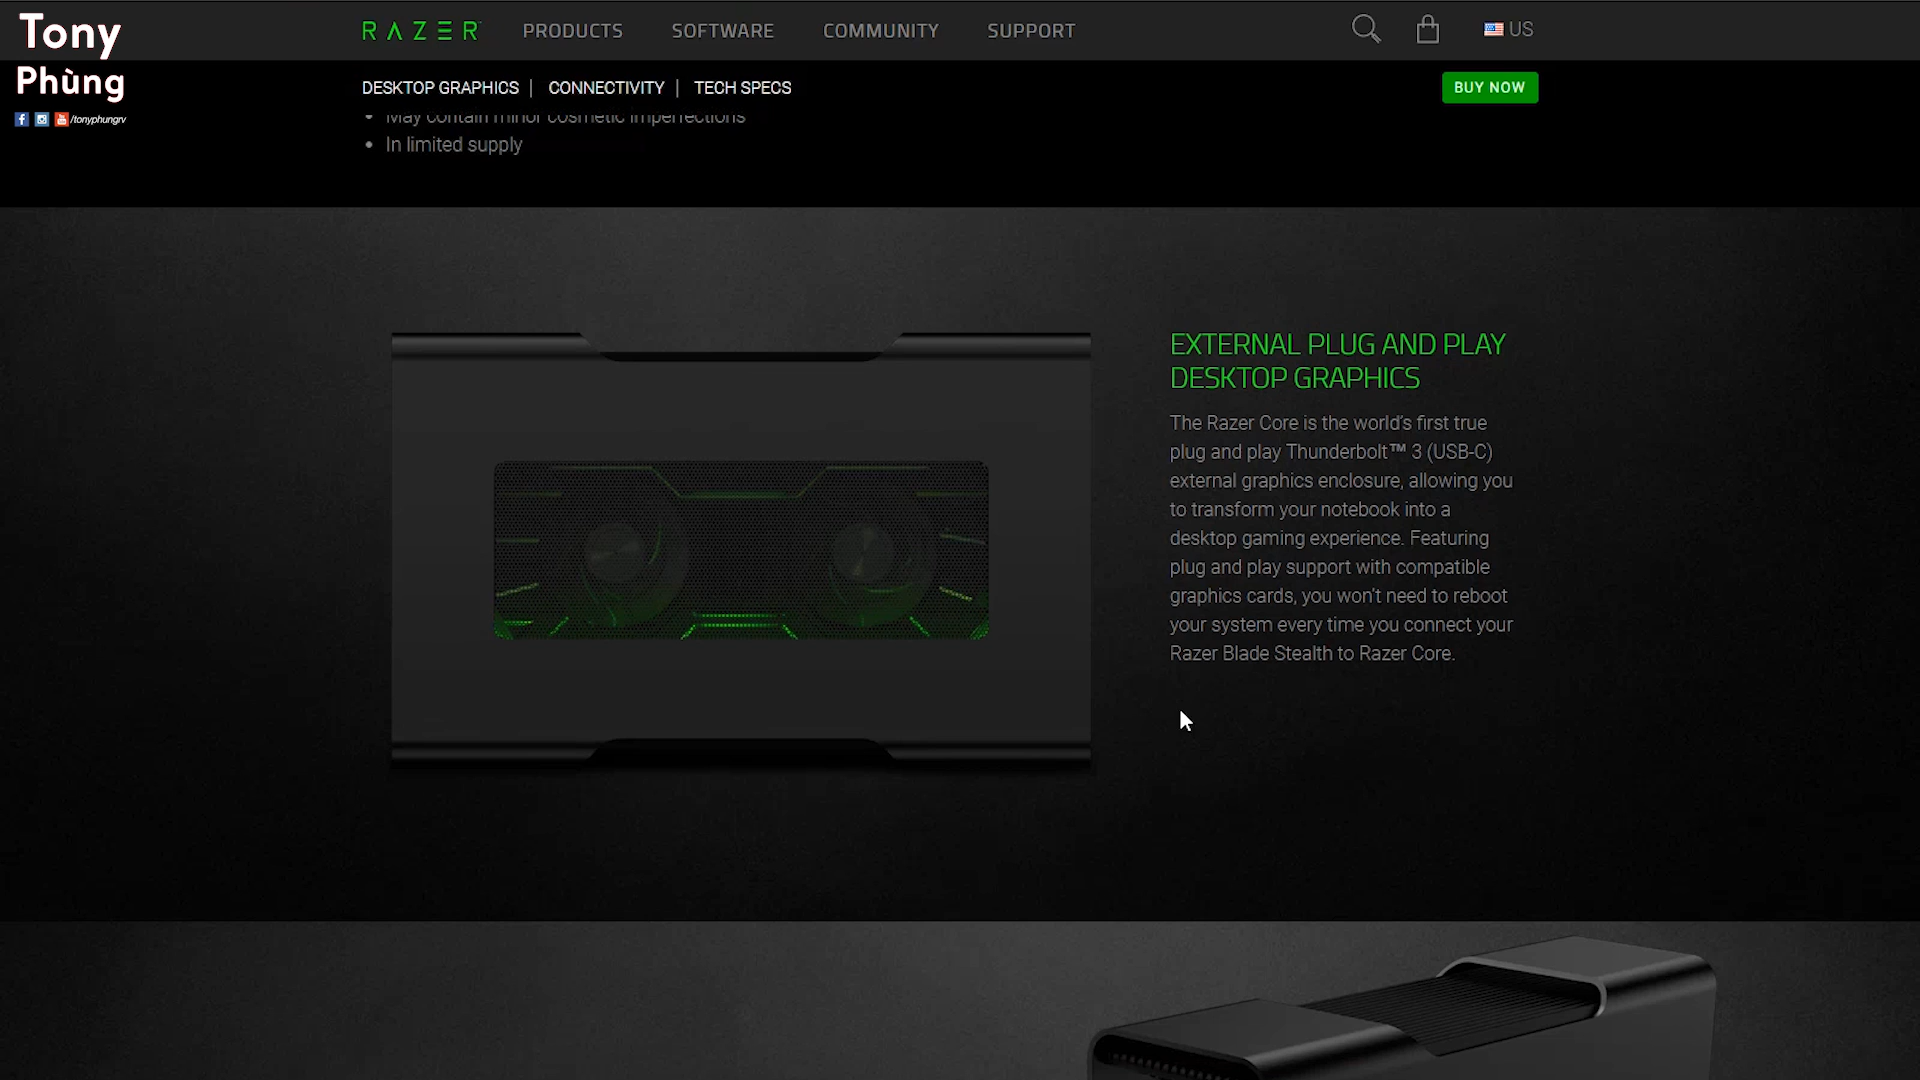 Tony
Phùng
/tonyphungrv
RAZER
PRODUCTS
SOFTWARE
COMMUNITY
SUPPORT
US
DESKTOP GRAPHICS | CONNECTIVITY | TECH SPECS
BUY NOW
• May contain minor cosmetic imperfections
• In limited supply
EXTERNAL PLUG AND PLAY
DESKTOP GRAPHICS
The Razer Core is the world’s first true
plug and play Thunderbolt™ 3 (USB-C)
external graphics enclosure, allowing you
to transform your notebook into a
desktop gaming experience. Featuring
plug and play support with compatible
graphics cards, you won't need to reboot
your system every time you connect your
Razer Blade Stealth to Razer Core.